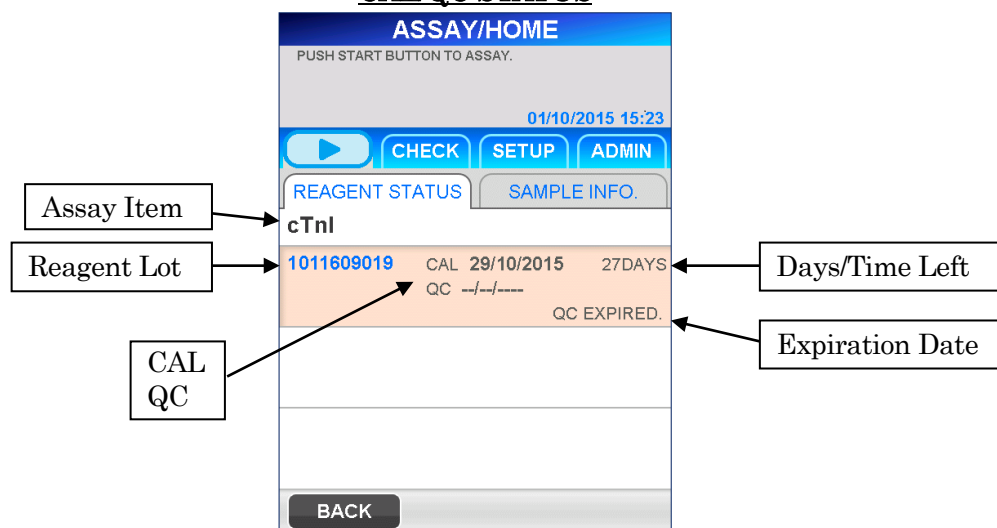 ASSAY/HOME
PUSH START BUTTON TO ASSAY.
01/10/2015 15:23
CHECK SETUP ADMIN
REAGENT STATUS SAMPLE INFO.
Assay Item
cTnI
Reagent Lot
1011609019 CAL 29/10/2015 27DAYS
Days/Time Left
QC --/--/----
QC EXPIRED.
Expiration Date
CAL
QC
BACK